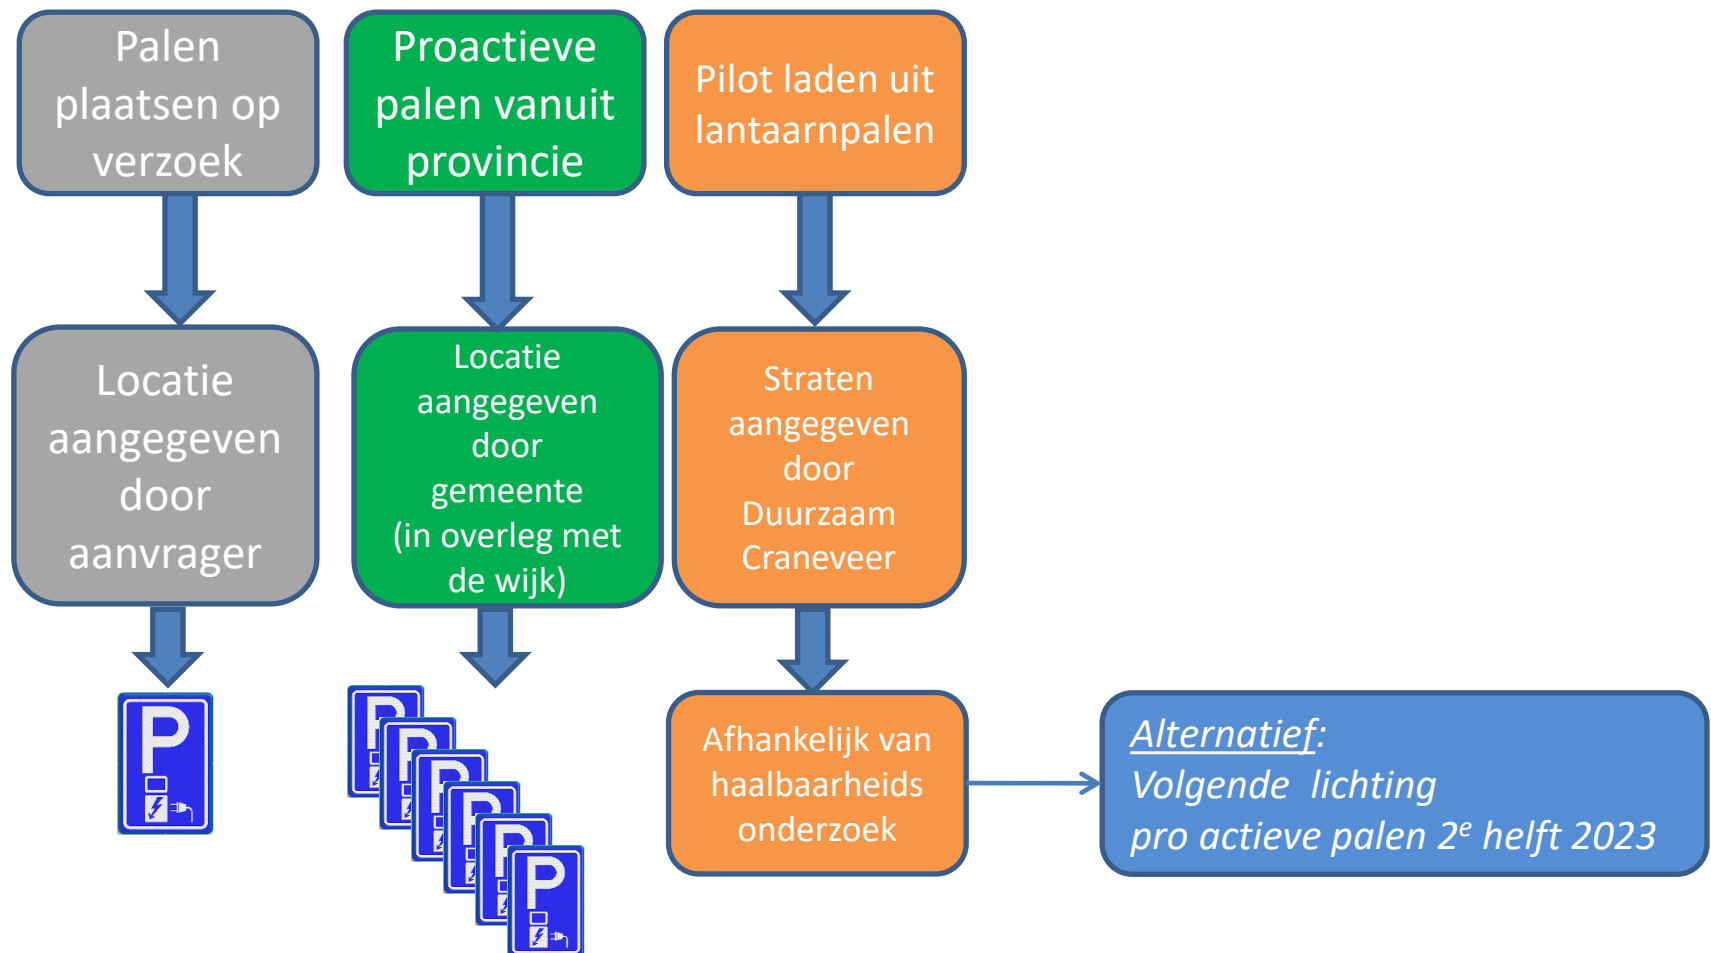 Palen
plaatsen op
verzoek
Proactieve
palen vanuit
provincie
Pilot laden uit
lantaarnpalen
Locatie
aangegeven
door
aanvrager
Locatie
aangegeven
door
gemeente
(in overleg met
de wijk)
Straten
aangegeven
door
Duurzaam
Craneveer
P
P
P
P
P
P
P
Afhankelijk van
haalbaarheids
onderzoek
Alternatief:
Volgende lichting
pro actieve palen 2e helft 2023